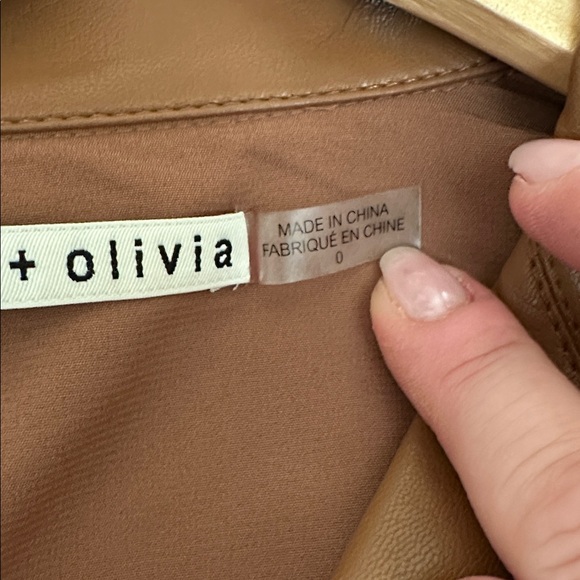 + olivia
MADE IN CHINA
FABRIQUÉ EN CHINE
0